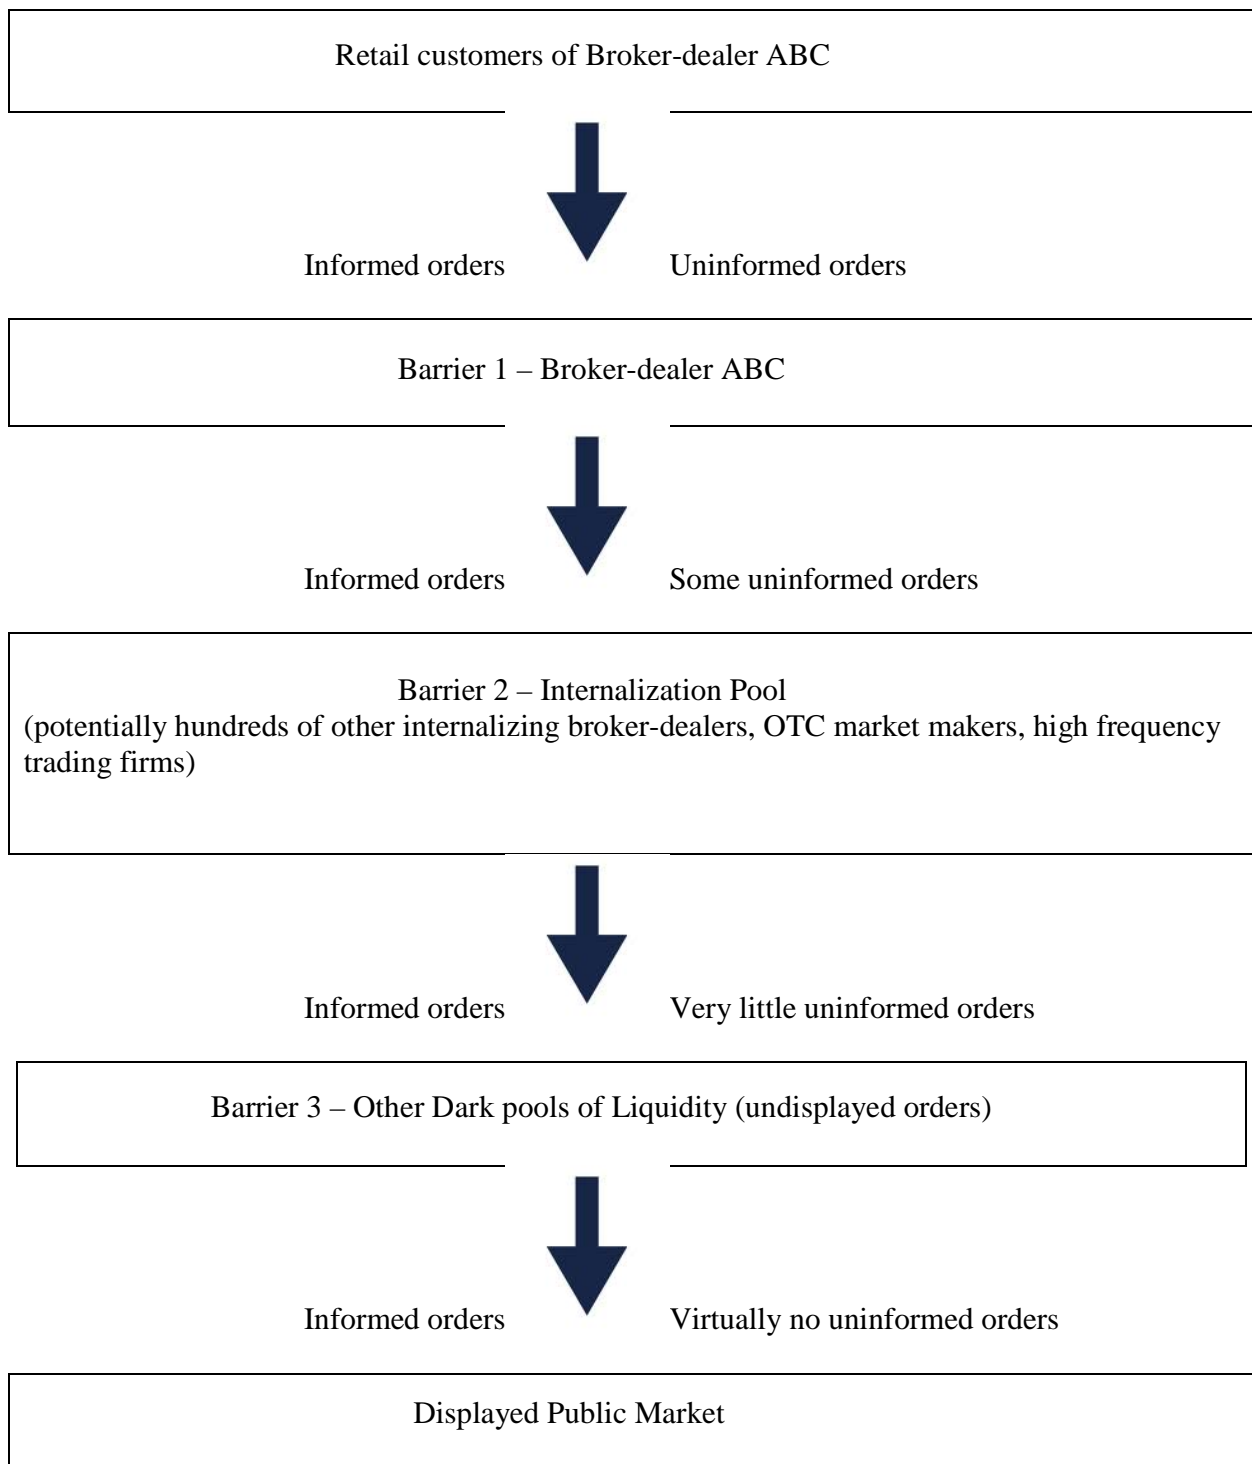 Retail customers of Broker-dealer ABC
Informed orders Uninformed orders
Barrier 1 – Broker-dealer ABC
Informed orders Some uninformed orders
Barrier 2 – Internalization Pool
(potentially hundreds of other internalizing broker-dealers, OTC market makers, high frequency
trading firms)
Informed orders Very little uninformed orders
Barrier 3 – Other Dark pools of Liquidity (undisplayed orders)
Informed orders Virtually no uninformed orders
Displayed Public Market